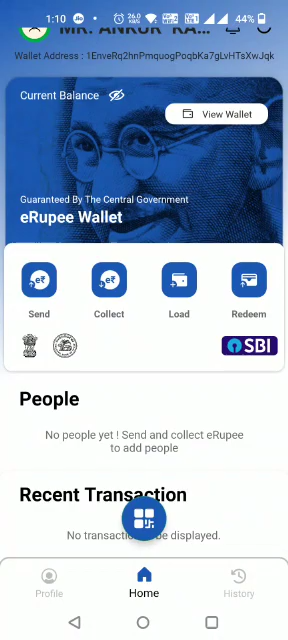 1:10
26.0
KB/S
44%
MR. ANKUR KA...
Wallet Address : 1EnveRq2hnPmquogPoqbKa7gLvHTsXwJqk
Current Balance
View Wallet
Guaranteed By The Central Government
eRupee Wallet
e₹ e₹
Send Collect Load Redeem
SBI
People
No people yet ! Send and collect eRupee
to add people
Recent Transaction
No transaction to be displayed.
Profile Home History